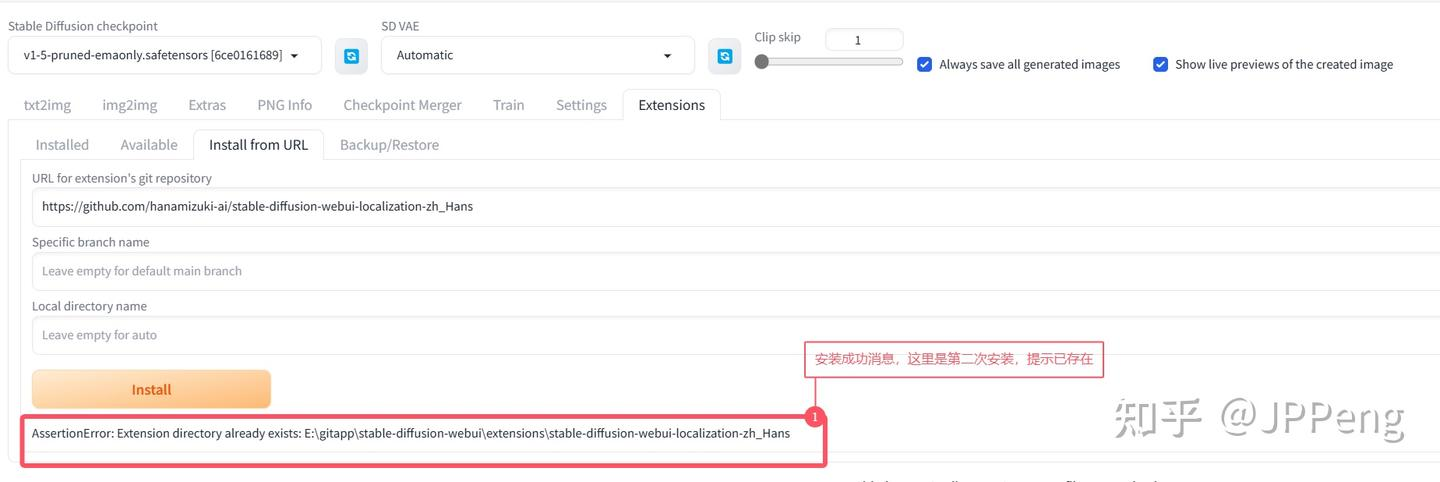 Stable Diffusion checkpoint
v1-5-pruned-emaonly.safetensors [6ce0161689]
SD VAE
Automatic
Clip skip
1
Always save all generated images
Show live previews of the created image
txt2img
img2img
Extras
PNG Info
Checkpoint Merger
Train
Settings
Extensions
Installed
Available
Install from URL
Backup/Restore
URL for extension's git repository
https://github.com/hanamizuki-ai/stable-diffusion-webui-localization-zh_Hans
Specific branch name
Leave empty for default main branch
Local directory name
Leave empty for auto
安装成功消息，这里是第二次安装，提示已存在
Install
1
AssertionError: Extension directory already exists: E:\gitapp\stable-diffusion-webui\extensions\stable-diffusion-webui-localization-zh_Hans
知乎 @JPPeng